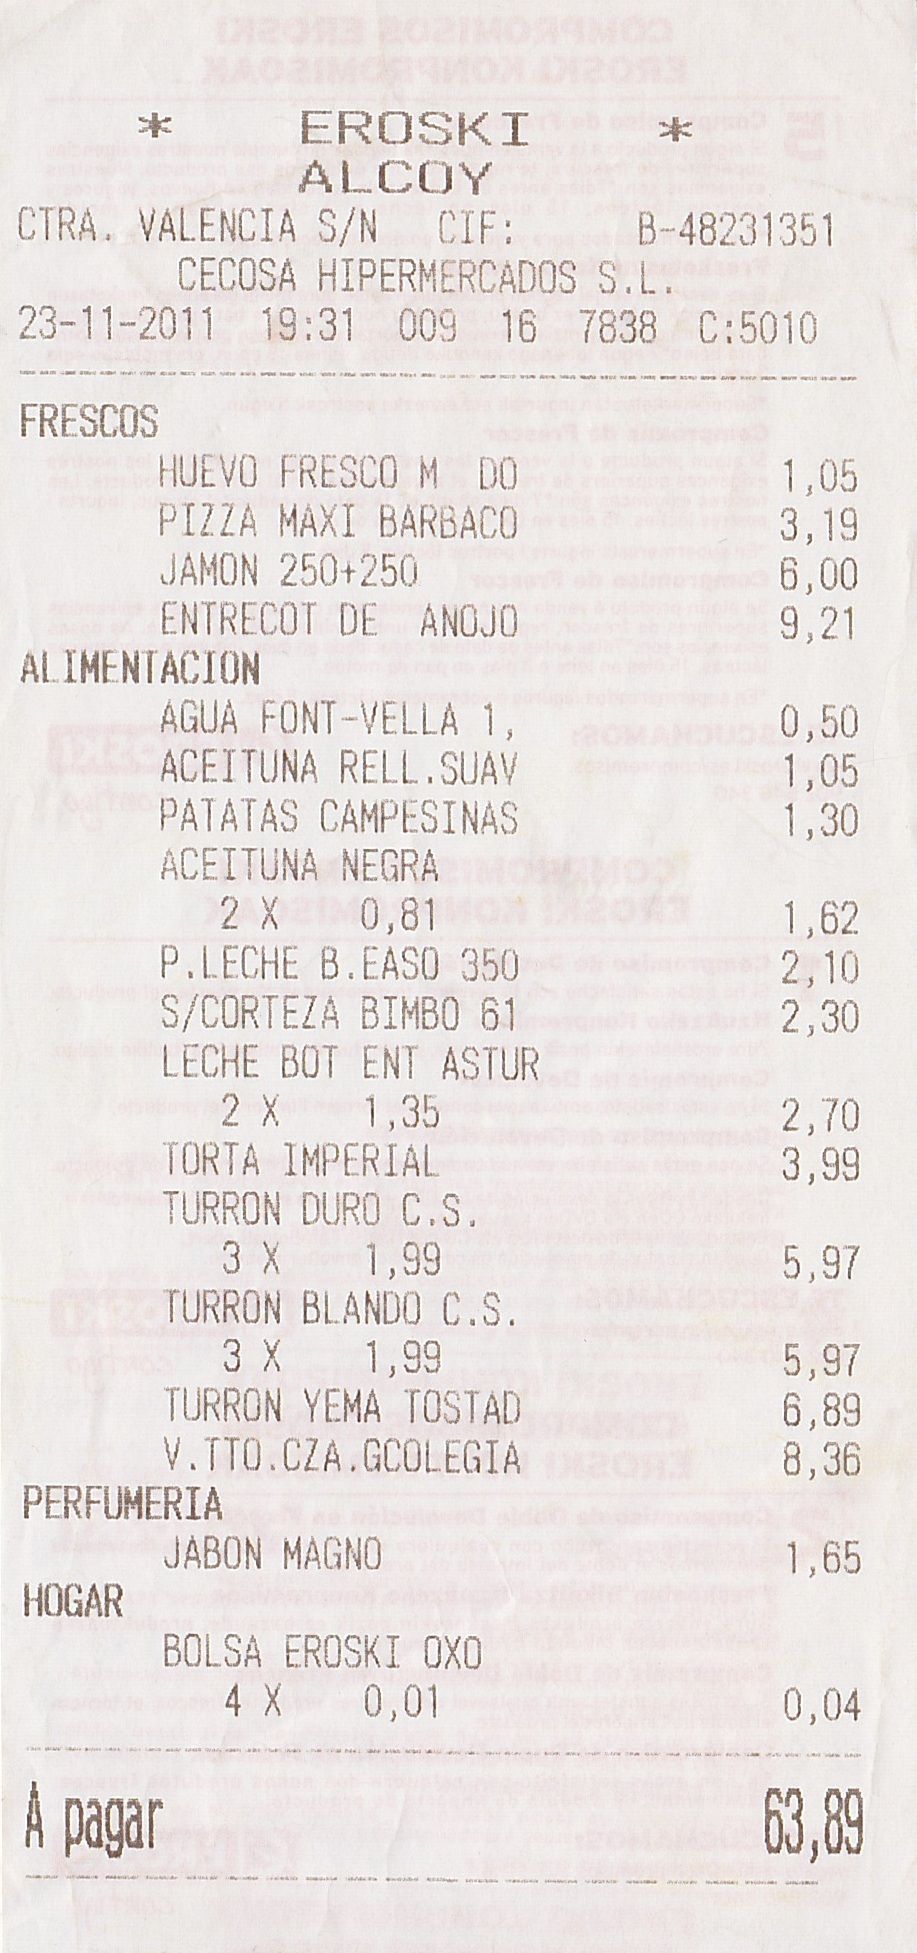 * EROSKI *
ALCOY
CTRA. VALENCIA S/N CIF: B-48231351
CECOSA HIPERMERCADOS S.L.
23-11-2011 19:31 009 16 7838 C:5010
FRESCOS
HUEVO FRESCO M DO 1,05
PIZZA MAXI BARBACO 3,19
JAMON 250+250 6,00
ENTRECOT DE ANOJO 9,21
ALIMENTACION
AGUA FONT-VELLA 1, 0,50
ACEITUNA RELL.SUAV 1,05
PATATAS CAMPESINAS 1,30
ACEITUNA NEGRA
2 X 0,81 1,62
P.LECHE B.EASO 350 2,10
S/CORTEZA BIMBO 61 2,30
LECHE BOT ENT ASTUR
2 X 1,35 2,70
TORTA IMPERIAL 3,99
TURRON DURO C.S.
3 X 1,99 5,97
TURRON BLANDO C.S.
3 X 1,99 5,97
TURRON YEMA TOSTAD 6,89
V.TTO.CZA.GCOLEGIA 8,36
PERFUMERIA
JABON MAGNO 1,65
HOGAR
BOLSA EROSKI OXO
4 X 0,01 0,04
A pagar 63,89